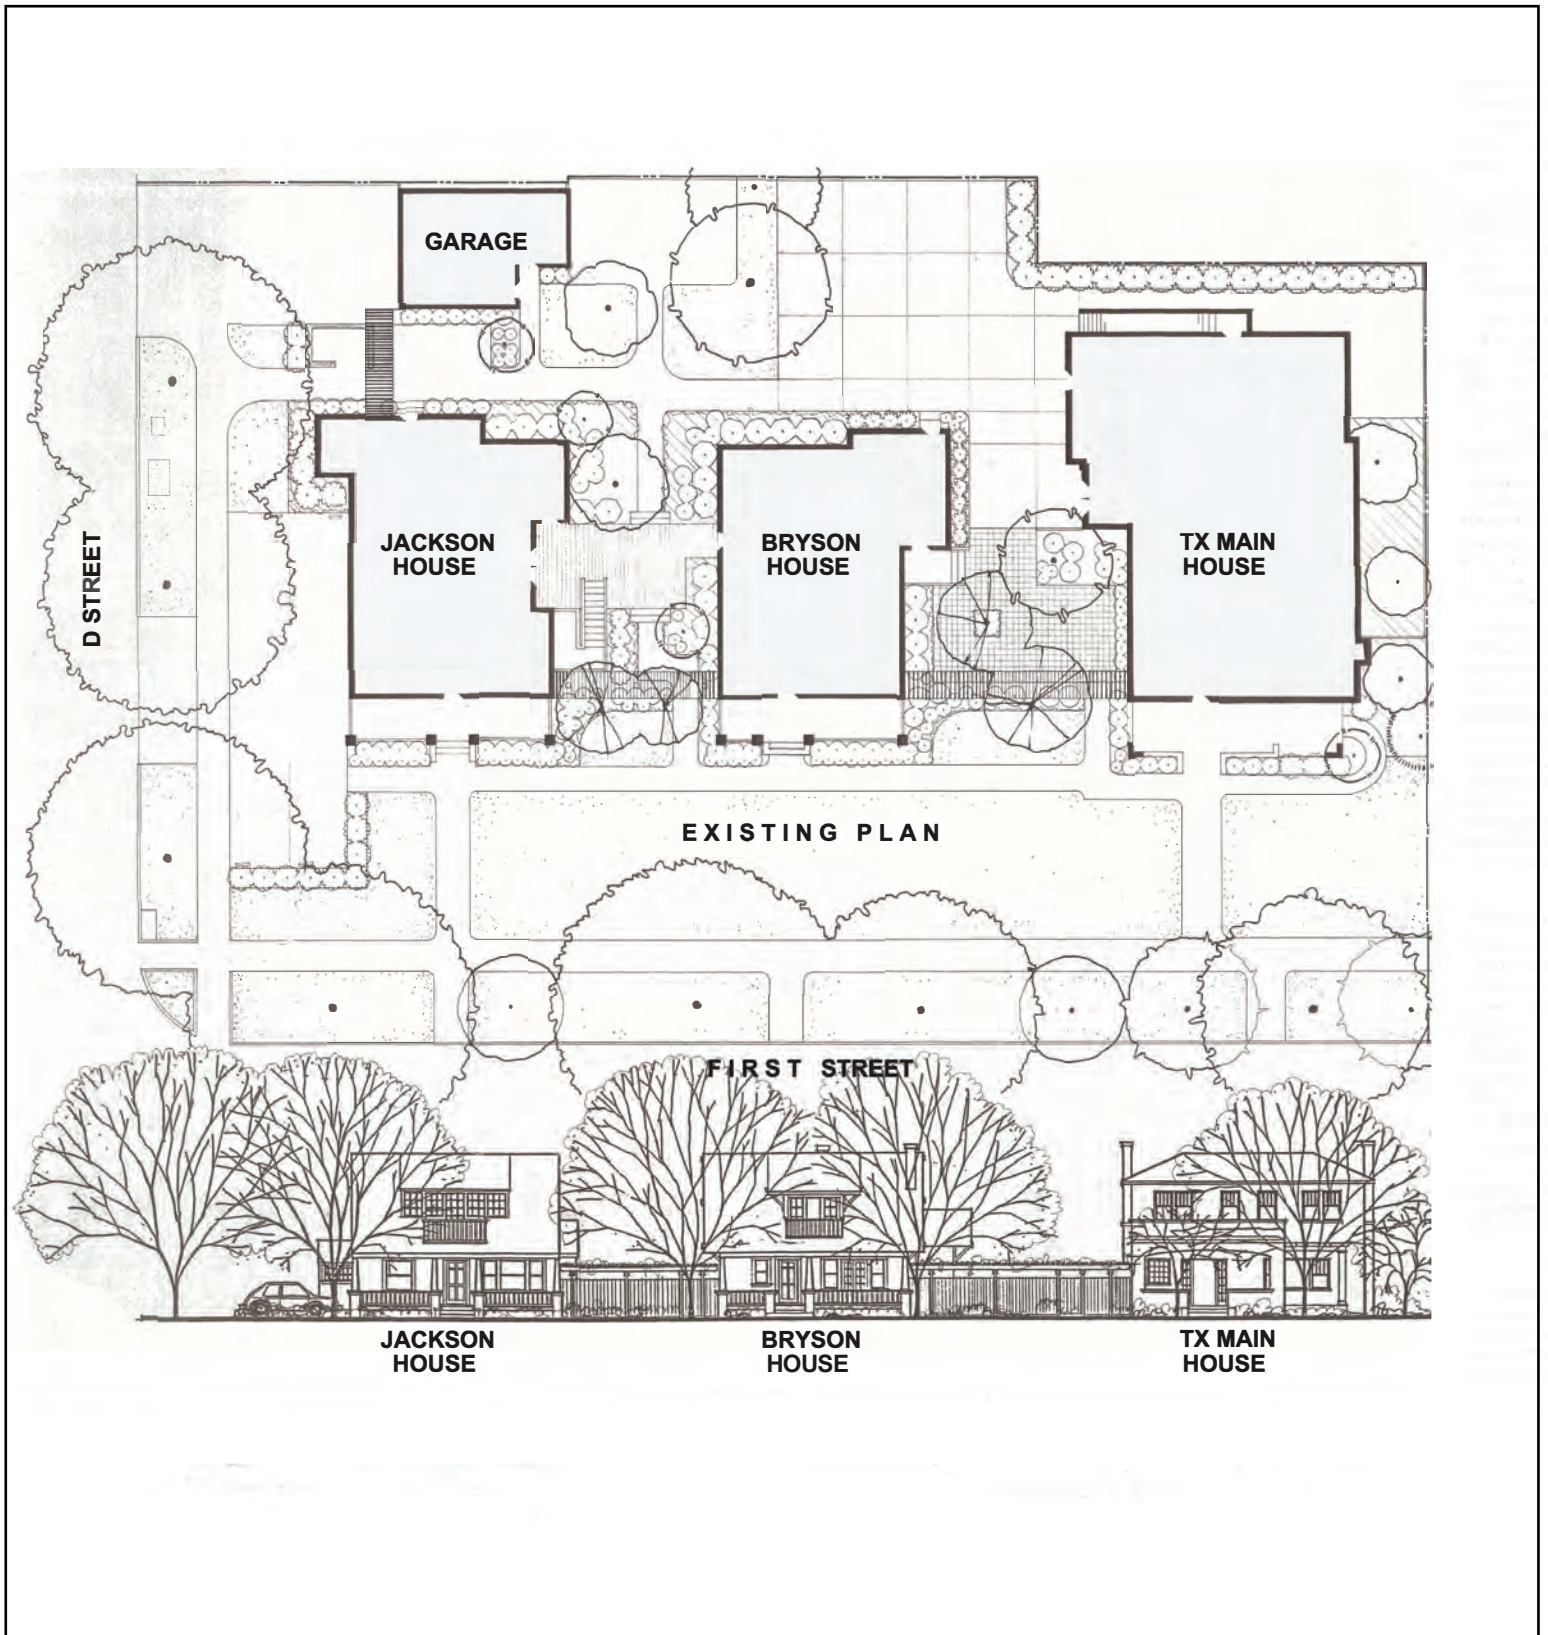 GARAGE
JACKSON
HOUSE
BRYSON
HOUSE
TX MAIN
HOUSE
D STREET
EXISTING PLAN
FIRST STREET
JACKSON
HOUSE
BRYSON
HOUSE
TX MAIN
HOUSE